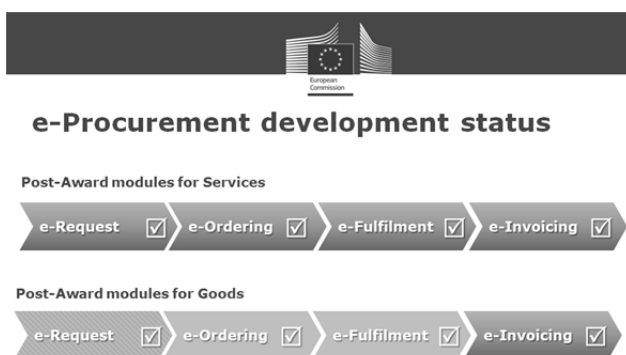 European
Commission
e-Procurement development status
Post-Award modules for Services
e-Request e-Ordering e-Fulfilment e-Invoicing
Post-Award modules for Goods
e-Request e-Ordering e-Fulfilment e-Invoicing